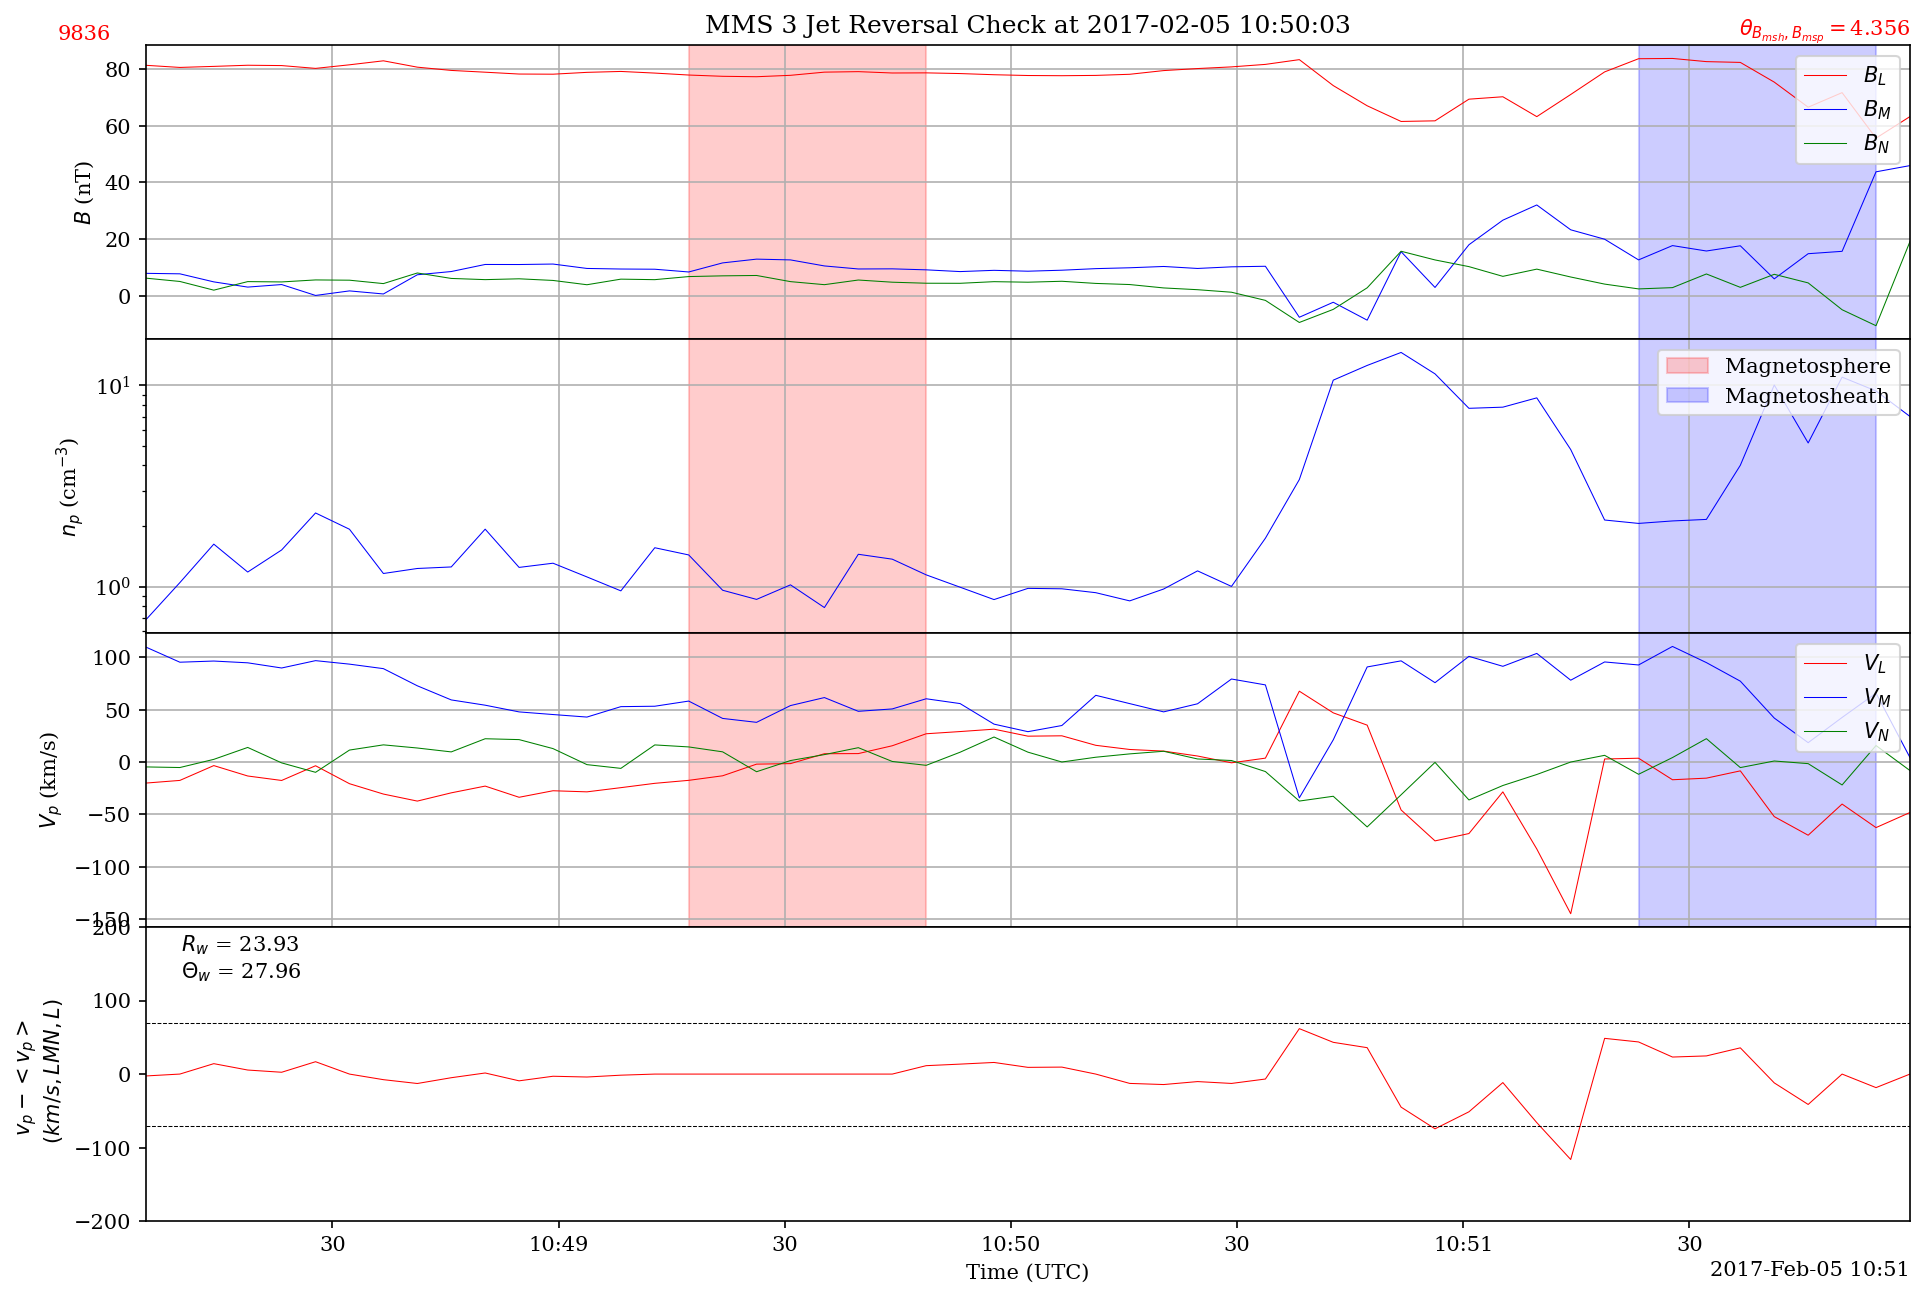 9836
MMS 3 Jet Reversal Check at 2017-02-05 10:50:03
θ_{B_{msh}, B_{msp}} = 4.356
80
60
40
20
0
B (nT)
B_L
B_M
B_N
10^1
10^0
n_p (cm^{−3})
Magnetosphere
Magnetosheath
100
50
0
−50
−100
−150
V_p (km/s)
V_L
V_M
V_N
200
100
0
−100
−200
v_p − < v_p >
(km/s, LMN, L)
R_w = 23.93
Θ_w = 27.96
30
10:49
30
10:50
30
10:51
30
Time (UTC)
2017-Feb-05 10:51